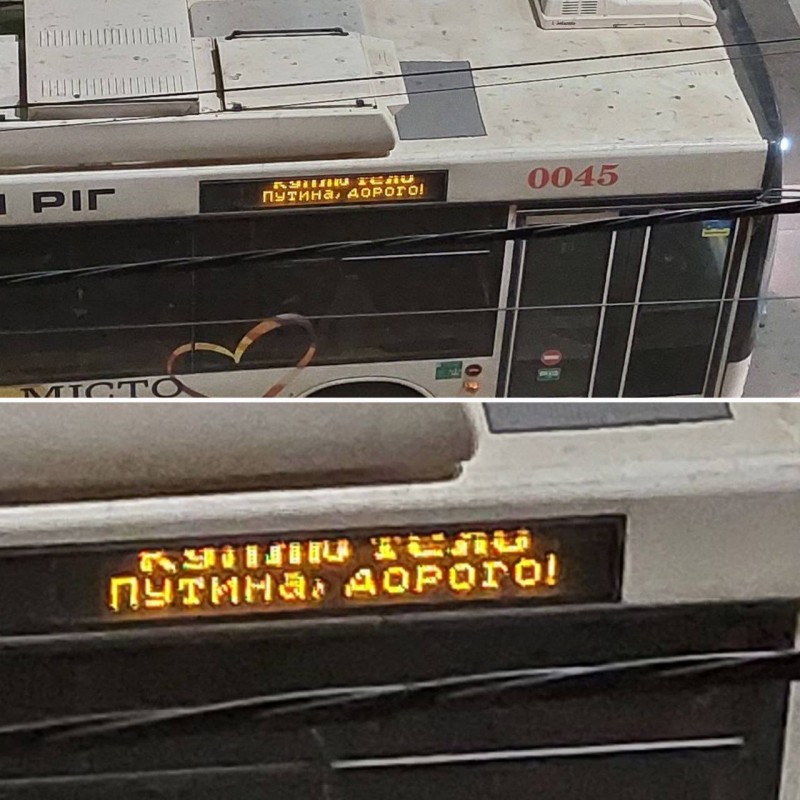 РІГ
КУПЛЮ ТЕЛО
ПУТИНа, ДОРОГО!
0045
МІСТО
КУПЛЮ ТЕЛО
ПУТИНа, ДОРОГО!